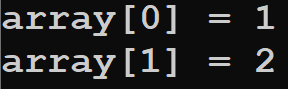 array[0] = 1
array[1] = 2